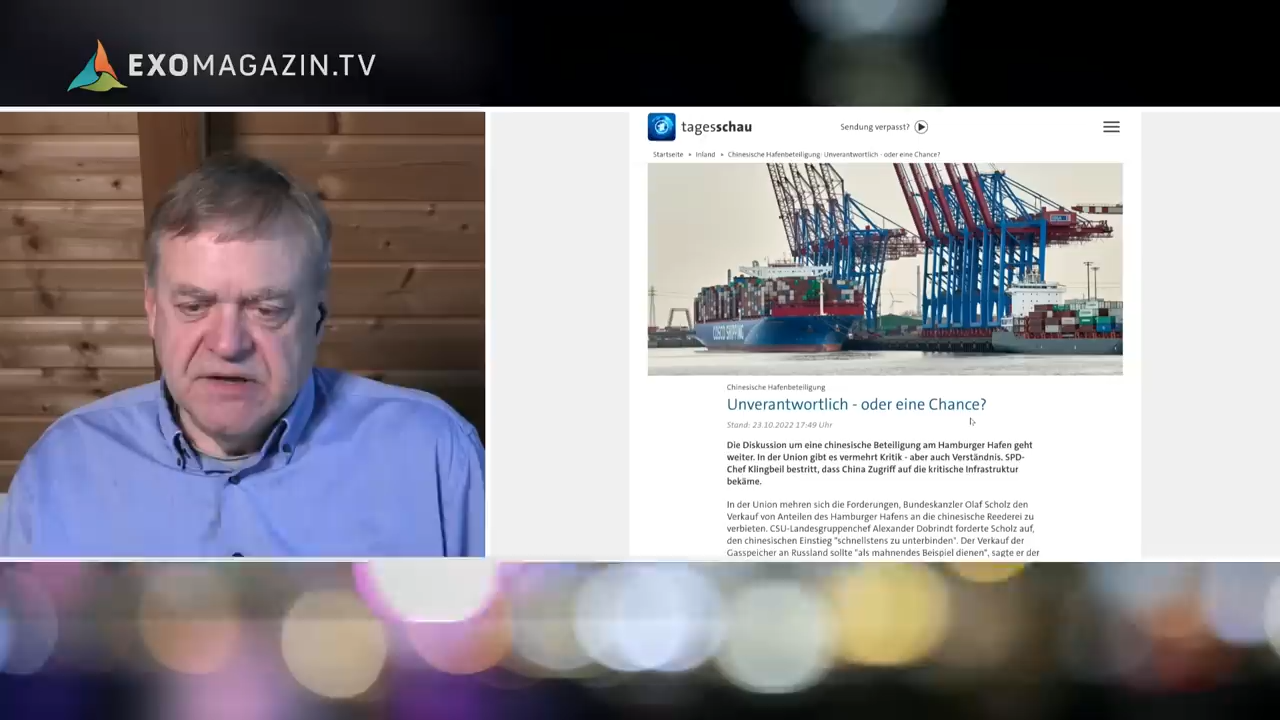 EXOMAGAZIN.TV
tagesschau
Sendung verpasst?
Startseite ▸ Inland ▸ Chinesische Hafenbeteiligung: Unverantwortlich - oder eine Chance?
COSCO SHIPPING
Chinesische Hafenbeteiligung
Unverantwortlich - oder eine Chance?
Stand: 23.10.2022 17:49 Uhr
Die Diskussion um eine chinesische Beteiligung am Hamburger Hafen geht
weiter. In der Union gibt es vermehrt Kritik - aber auch Verständnis. SPD-
Chef Klingbeil bestritt, dass China Zugriff auf die kritische Infrastruktur
bekäme.
In der Union mehren sich die Forderungen, Bundeskanzler Olaf Scholz den
Verkauf von Anteilen des Hamburger Hafens an die chinesische Reederei zu
verbieten. CSU-Landesgruppenchef Alexander Dobrindt forderte Scholz auf,
den chinesischen Einstieg "schnellstens zu unterbinden". Der Verkauf der
Gasspeicher an Russland sollte "als mahnendes Beispiel dienen", sagte er der